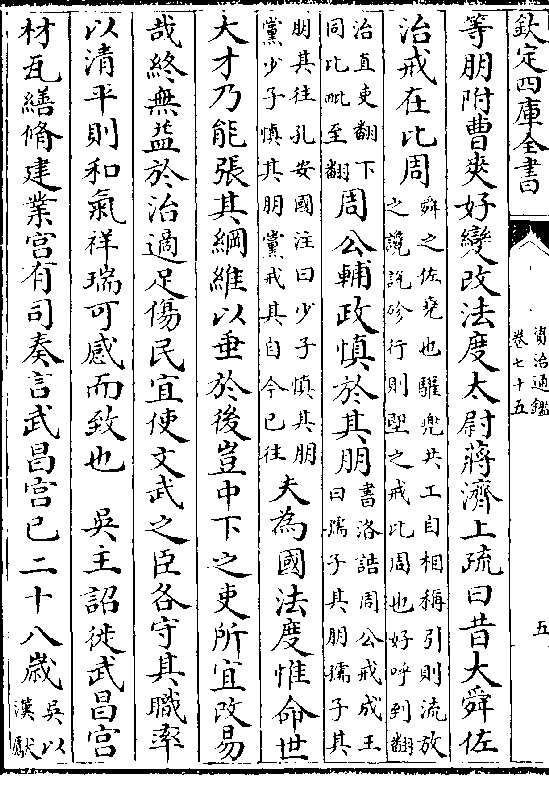 欽定四庫全書
資治通鑑
卷七十五
五
等朋附曹爽好變改法度太尉蔣濟上疏曰昔大舜佐
治戒在比周
舜之佐堯也驩兜共工自相稱引則流放
之讒說殄行則堲之戒比周也好呼到翻
治直吏翻下
同比毗至翻
周公輔政慎於其朋
書洛誥周公戒成王
曰孺子其朋孺子其
朋其往孔安國注曰少子慎其朋
黨少子慎其朋黨戒其自今已往
夫為國法度惟命世
大才乃能張其綱維以垂於後豈中下之吏所宜改易
哉終無益於治適足傷民宜使文武之臣各守其職率
以清平則和氣祥瑞可感而致也　吳主詔徙武昌宮
材瓦繕脩建業宮有司奏言武昌宮已二十八歲
吳以
漢獻